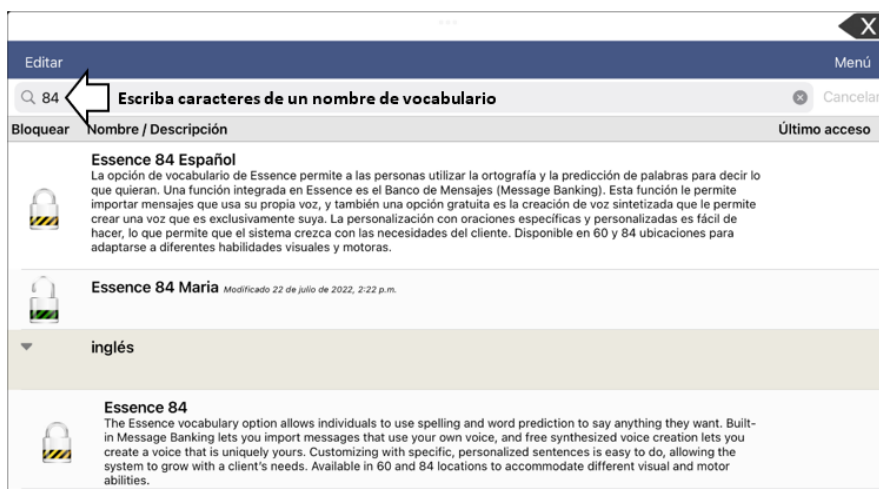 X
Editar Menú
84 Escriba caracteres de un nombre de vocabulario Cancelar
Bloquear Nombre / Descripción Último acceso
Essence 84 Español
La opción de vocabulario de Essence permite a las personas utilizar la ortografía y la predicción de palabras para decir lo
que quieran. Una función integrada en Essence es el Banco de Mensajes (Message Banking). Esta función le permite
importar mensajes que usa su propia voz, y también una opción gratuita es la creación de voz sintetizada que le permite
crear una voz que es exclusivamente suya. La personalización con oraciones específicas y personalizadas es fácil de
hacer, lo que permite que el sistema crezca con las necesidades del cliente. Disponible en 60 y 84 ubicaciones para
adaptarse a diferentes habilidades visuales y motoras.
Essence 84 Maria Modificado 22 de julio de 2022, 2:22 p.m.
inglés
Essence 84
The Essence vocabulary option allows individuals to use spelling and word prediction to say anything they want. Built-
in Message Banking lets you import messages that use your own voice, and free synthesized voice creation lets you
create a voice that is uniquely yours. Customizing with specific, personalized sentences is easy to do, allowing the
system to grow with a client's needs. Available in 60 and 84 locations to accommodate different visual and motor
abilities.